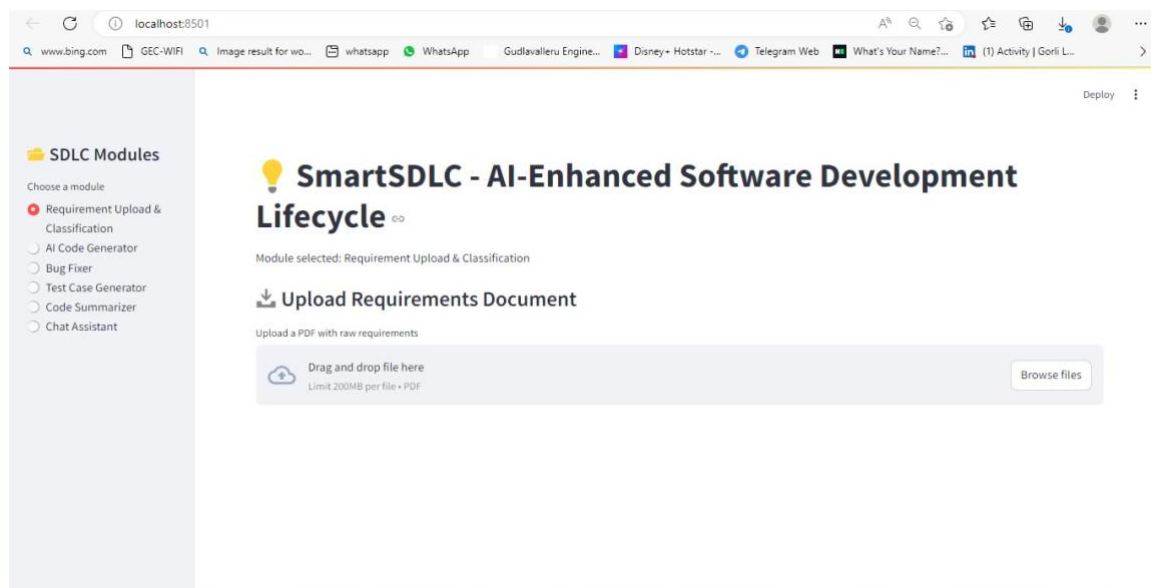 localhost:8501
www.bing.com GEC-WIFI Image result for wo... whatsapp WhatsApp Gudlavalleru Engine... Disney+ Hotstar -... Telegram Web What's Your Name?... (1) Activity | Gorli L...
Deploy
SDLC Modules
Choose a module
Requirement Upload &
Classification
AI Code Generator
Bug Fixer
Test Case Generator
Code Summarizer
Chat Assistant
SmartSDLC - AI-Enhanced Software Development
Lifecycle
Module selected: Requirement Upload & Classification
Upload Requirements Document
Upload a PDF with raw requirements
Drag and drop file here
Limit 200MB per file • PDF
Browse files